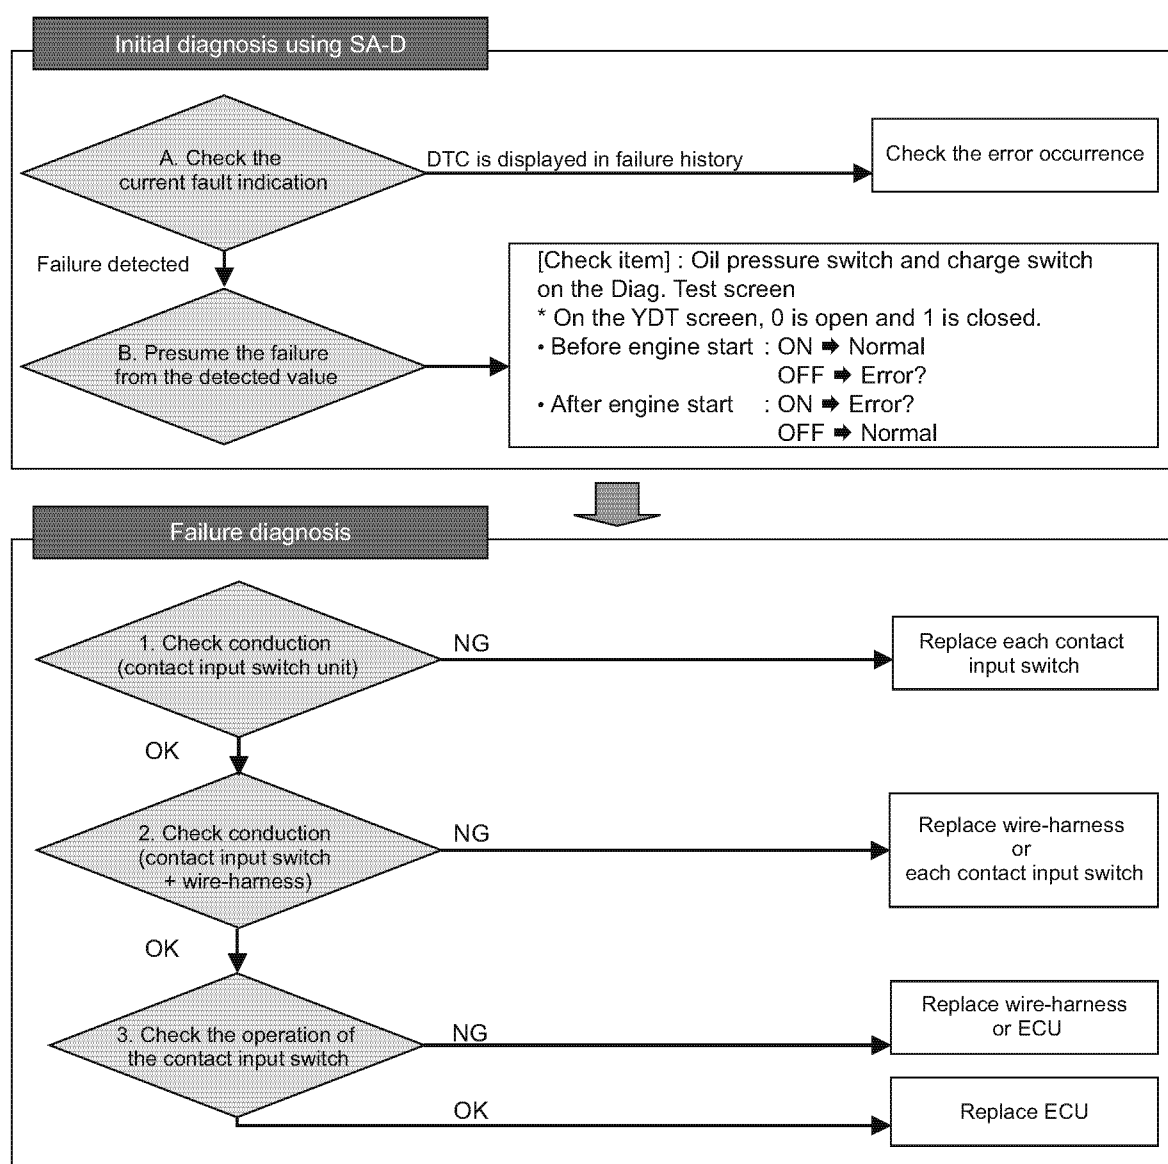 Initial diagnosis using SA-D
A. Check the
current fault indication
DTC is displayed in failure history
Check the error occurrence
Failure detected
B. Presume the failure
from the detected value
[Check item] : Oil pressure switch and charge switch
on the Diag. Test screen
* On the YDT screen, 0 is open and 1 is closed.
• Before engine start : ON ➡ Normal
OFF ➡ Error?
• After engine start : ON ➡ Error?
OFF ➡ Normal
Failure diagnosis
1. Check conduction
(contact input switch unit)
NG
Replace each contact
input switch
OK
2. Check conduction
(contact input switch
+ wire-harness)
NG
Replace wire-harness
or
each contact input switch
OK
3. Check the operation of
the contact input switch
NG
Replace wire-harness
or ECU
OK
Replace ECU